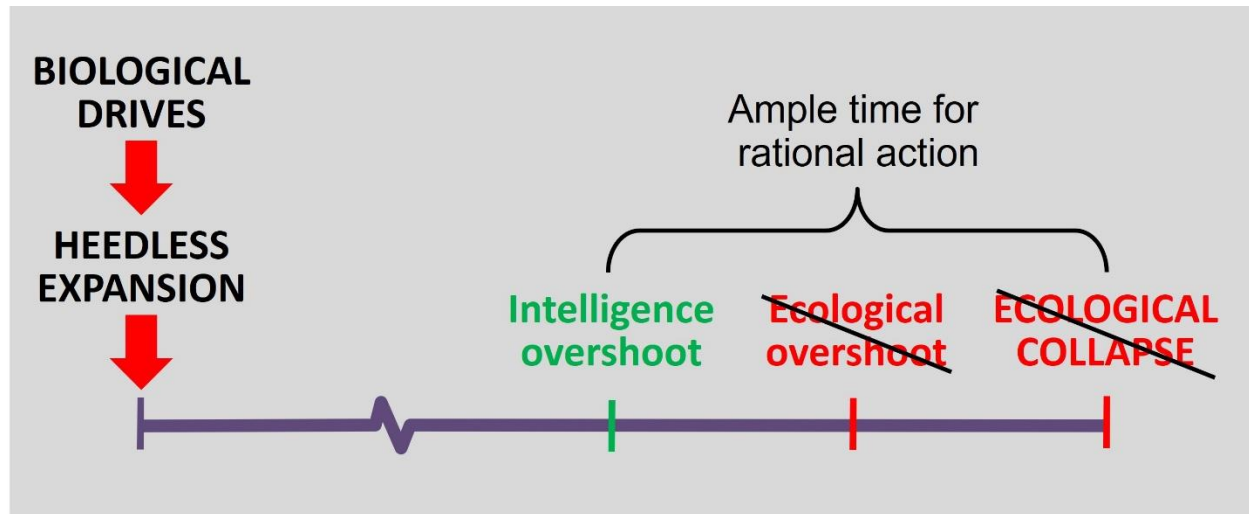 BIOLOGICAL
DRIVES
HEEDLESS
EXPANSION
Ample time for
rational action
Intelligence
overshoot
Ecological
overshoot
ECOLOGICAL
COLLAPSE